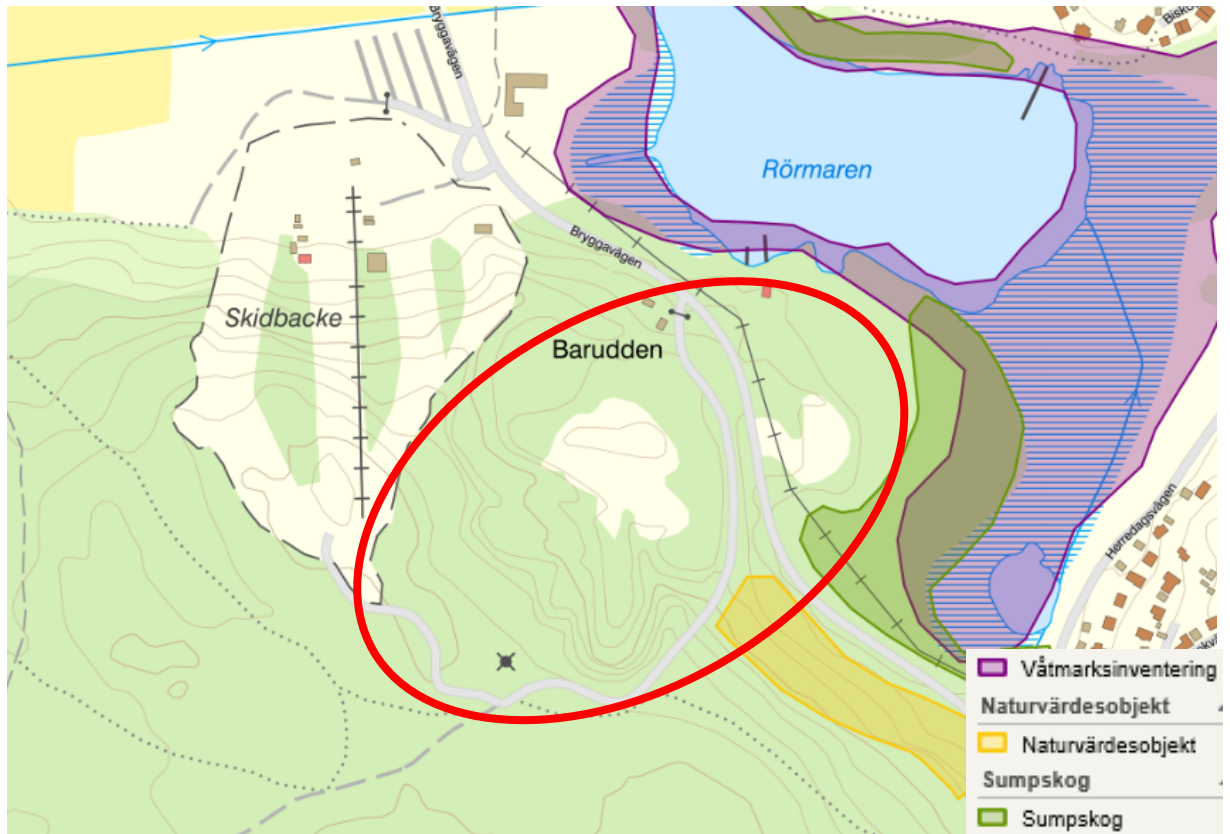 Bryggavägen
Rörmaren
Bryggavägen
Skidbacke
Barudden
Herredagsvägen
Våtmarksinventering
Naturvärdesobjekt
Naturvärdesobjekt
Sumpskog
Sumpskog